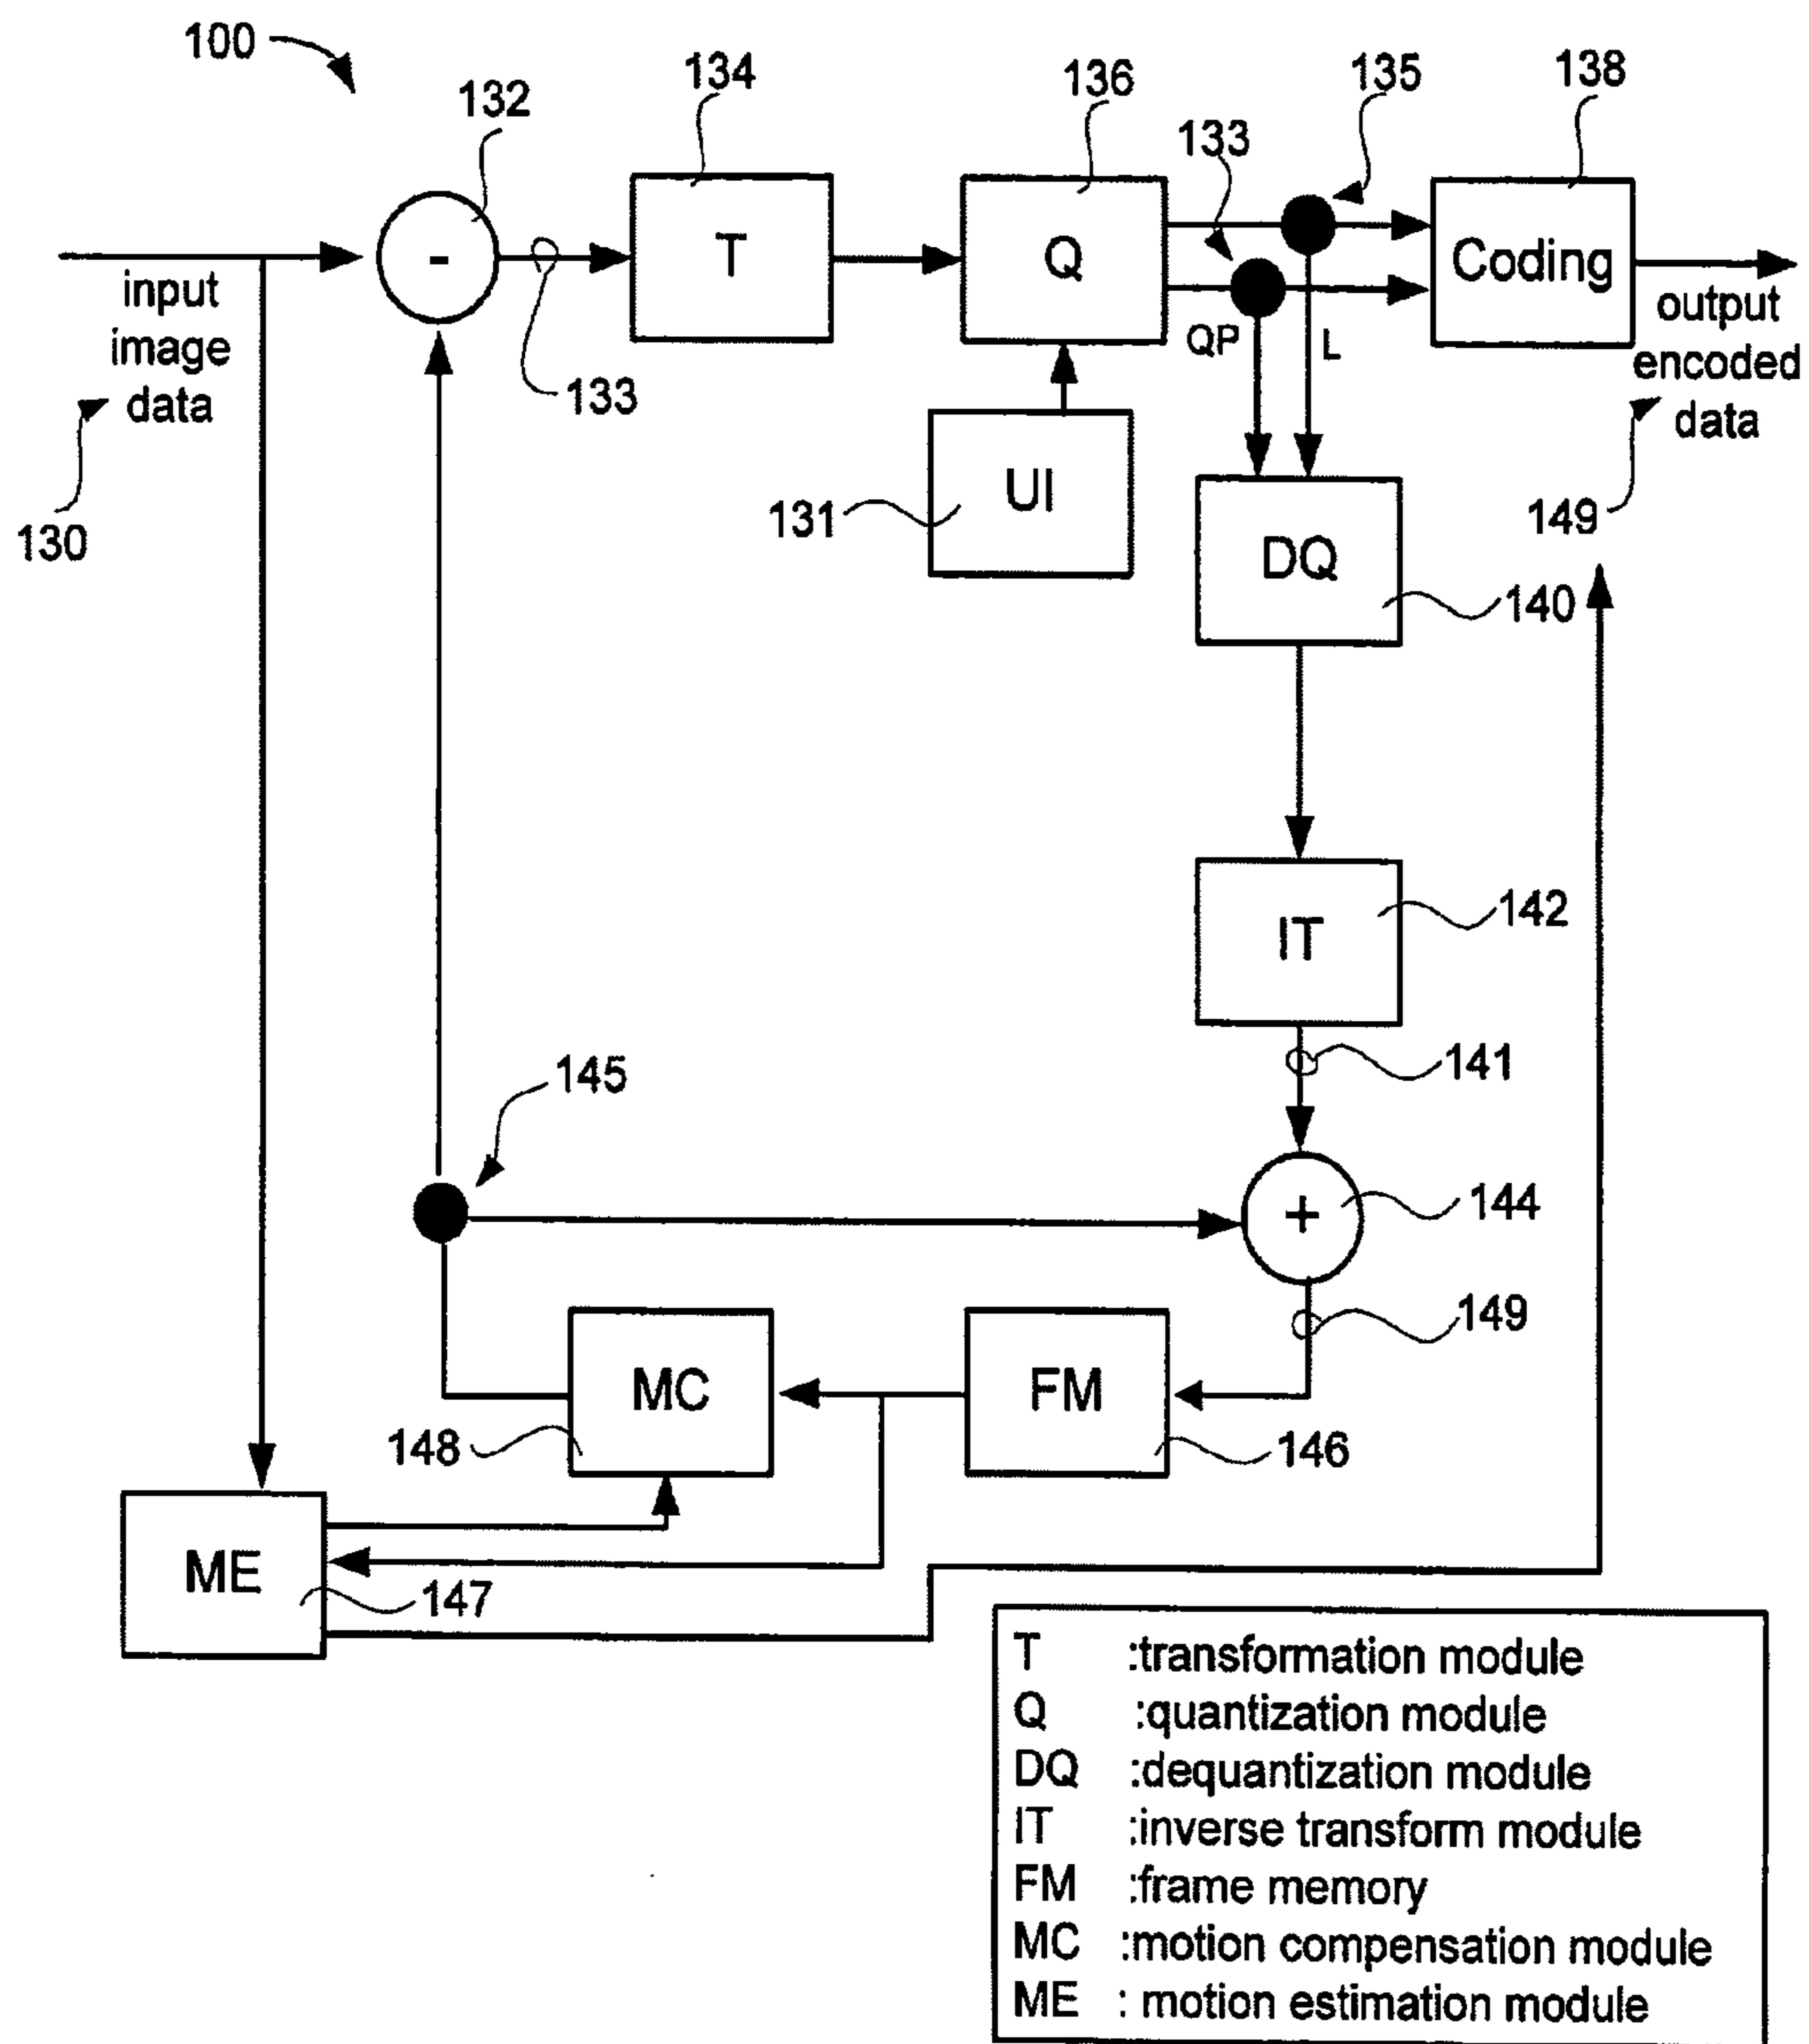 100
132
134
136
133
135
138
-
T
Q
Coding
input
image
data
130
133
QP
L
output
encoded
data
149
UI
131
DQ
140
IT
142
141
145
+
144
149
MC
148
FM
146
ME
147
T :transformation module
Q :quantization module
DQ :dequantization module
IT :inverse transform module
FM :frame memory
MC :motion compensation module
ME : motion estimation module